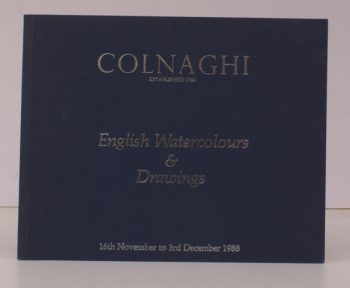 COLNAGHI
ESTABLISHED 1760
English Watercolours
&
Drawings
16th November to 3rd December 1988